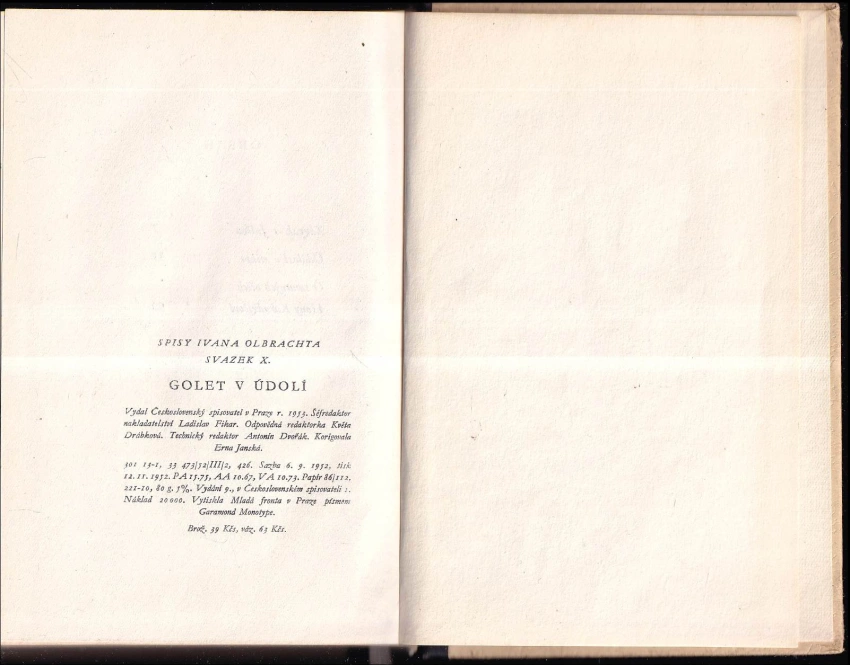 SPISY IVANA OLBRACHTA
SVAZEK X.
GOLET V ÚDOLÍ
Vydal Československý spisovatel v Praze r. 1953. Šéfredaktor
nakladatelství Ladislav Fikar. Odpovědná redaktorka Květa
Drábková. Technický redaktor Antonín Dvořák. Korigovala
Erna Janská.
301 13-1, 33 473/52/III/2, 426. Sazba 6. 9. 1952, tisk
12. 11. 1952. PA 15.75, AA 10.67, VA 10.73. Papír 86/112,
221-10, 80 g, 5%. Vydání 9., v Československém spisovateli 1.
Náklad 20 000. Vytiskla Mladá fronta v Praze písmem
Garamond Monotype.
Brož. 39 Kčs, váz. 63 Kčs.